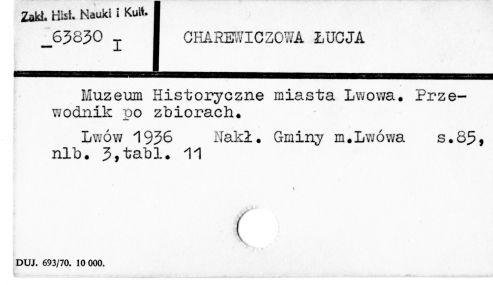 Zakł. Hist. Nauki i Kult.
63830 I
CHAREWICZOWA ŁUCJA
Muzeum Historyczne miasta Lwowa. Prze-
wodnik po zbiorach.
Lwów 1936 Nakł. Gminy m.Lwówa s.85,
nlb. 3,tabl. 11
DUJ. 693/70. 10 000.